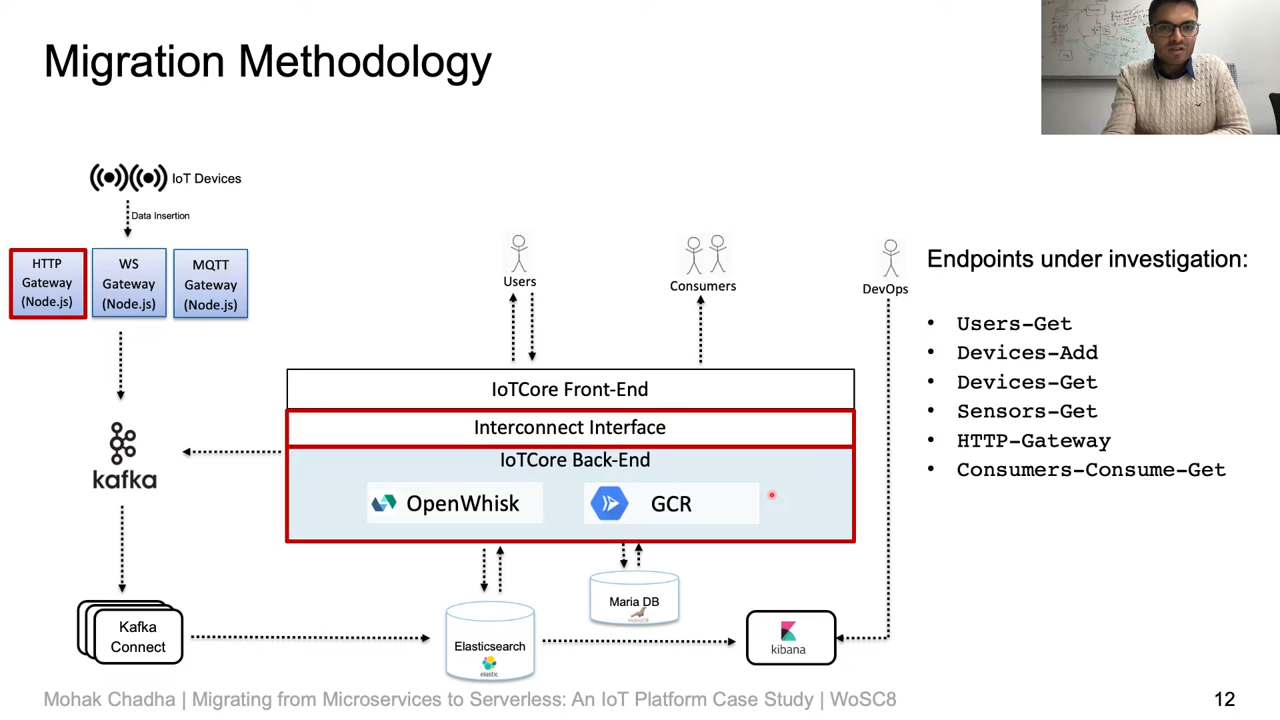 Migration Methodology
IoT Devices
Data Insertion
HTTP
Gateway
(Node.js)
WS
Gateway
(Node.js)
MQTT
Gateway
(Node.js)
Users
Consumers
DevOps
Endpoints under investigation:
• Users-Get
• Devices-Add
• Devices-Get
• Sensors-Get
• HTTP-Gateway
• Consumers-Consume-Get
IoTCore Front-End
Interconnect Interface
IoTCore Back-End
OpenWhisk
GCR
kafka
Kafka
Connect
Elasticsearch
elastic
Maria DB
kibana
Mohak Chadha | Migrating from Microservices to Serverless: An IoT Platform Case Study | WoSC8
12